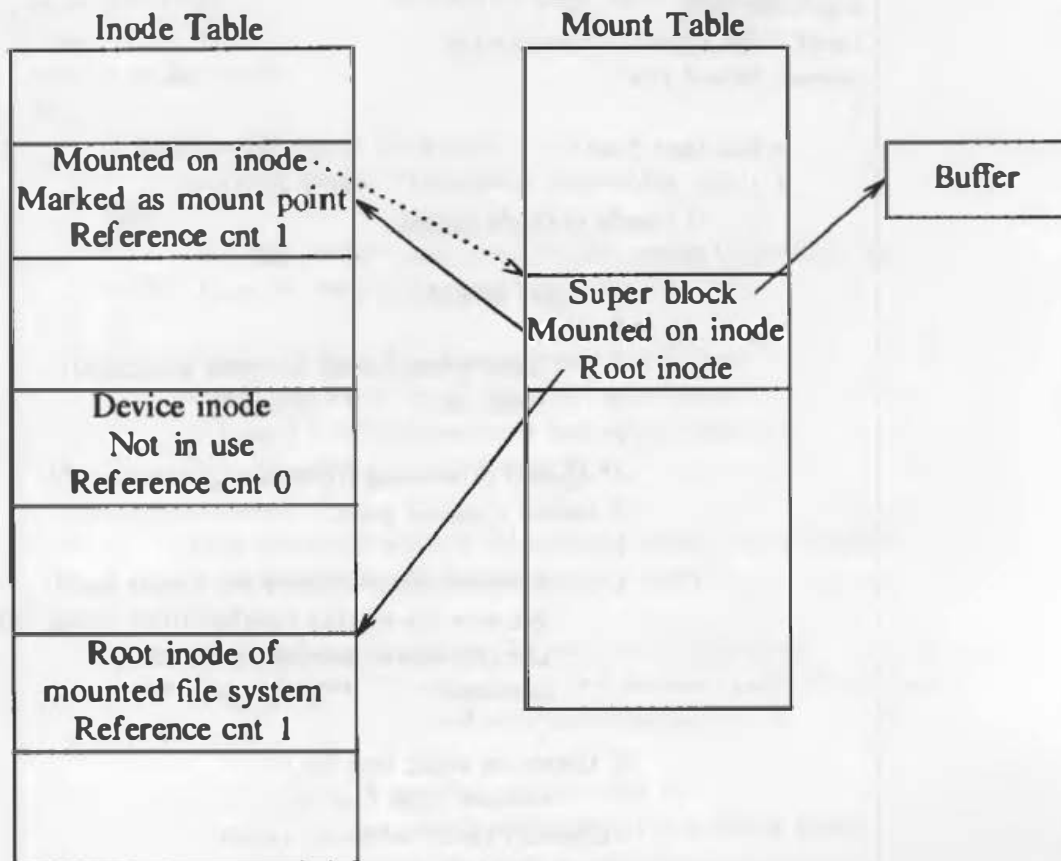 Inode Table
Mounted on inode
Marked as mount point
Reference cnt 1
Device inode
Not in use
Reference cnt 0
Root inode of
mounted file system
Reference cnt 1
Mount Table
Super block
Mounted on inode
Root inode
Buffer